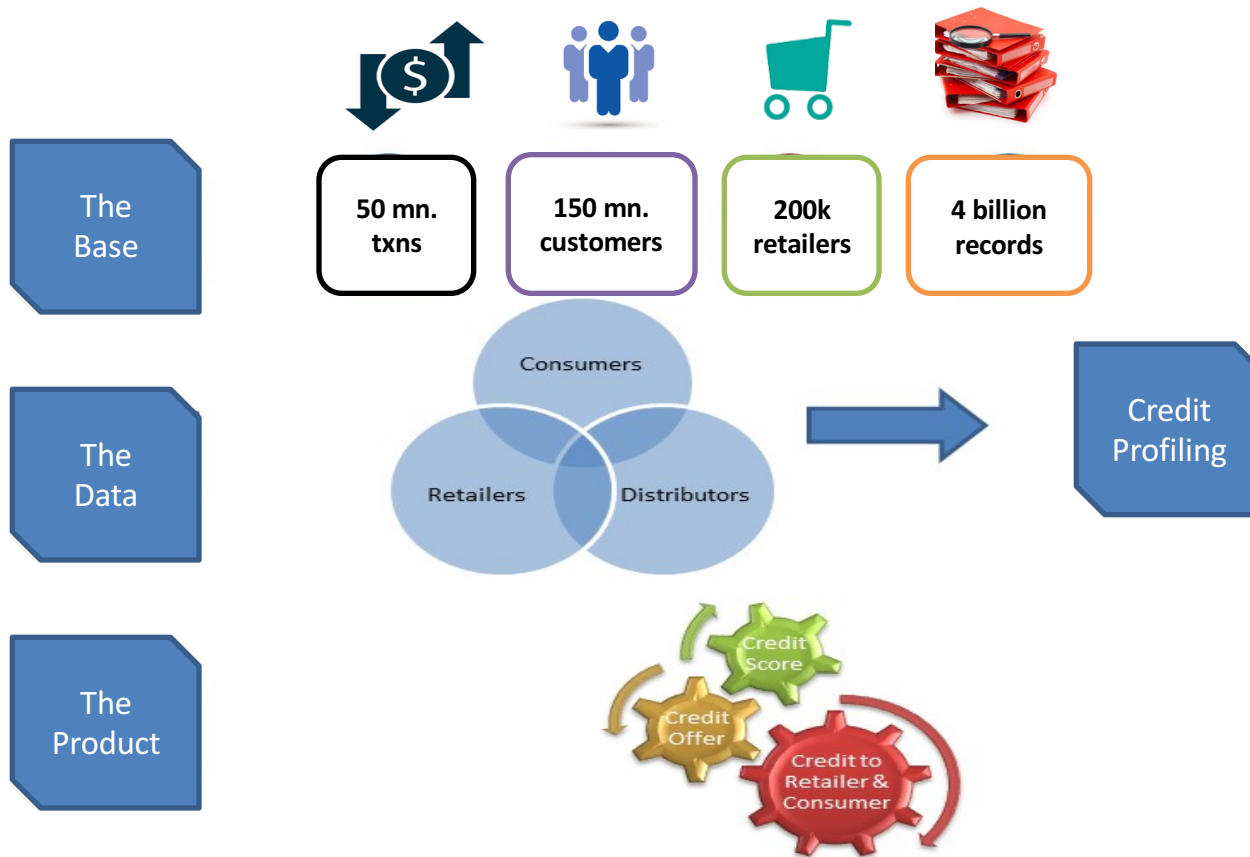 $
The
Base
50 mn.
txns
150 mn.
customers
200k
retailers
4 billion
records
The
Data
Consumers
Retailers
Distributors
Credit
Profiling
The
Product
Credit
Score
Credit
Offer
Credit to
Retailer &
Consumer